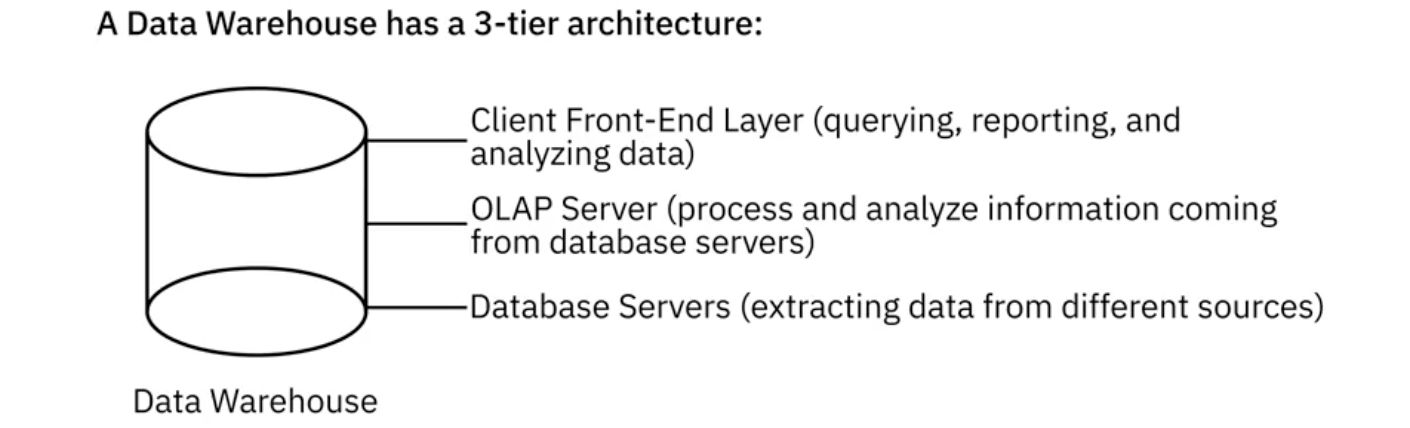 A Data Warehouse has a 3-tier architecture:
Client Front-End Layer (querying, reporting, and
analyzing data)
OLAP Server (process and analyze information coming
from database servers)
Database Servers (extracting data from different sources)
Data Warehouse